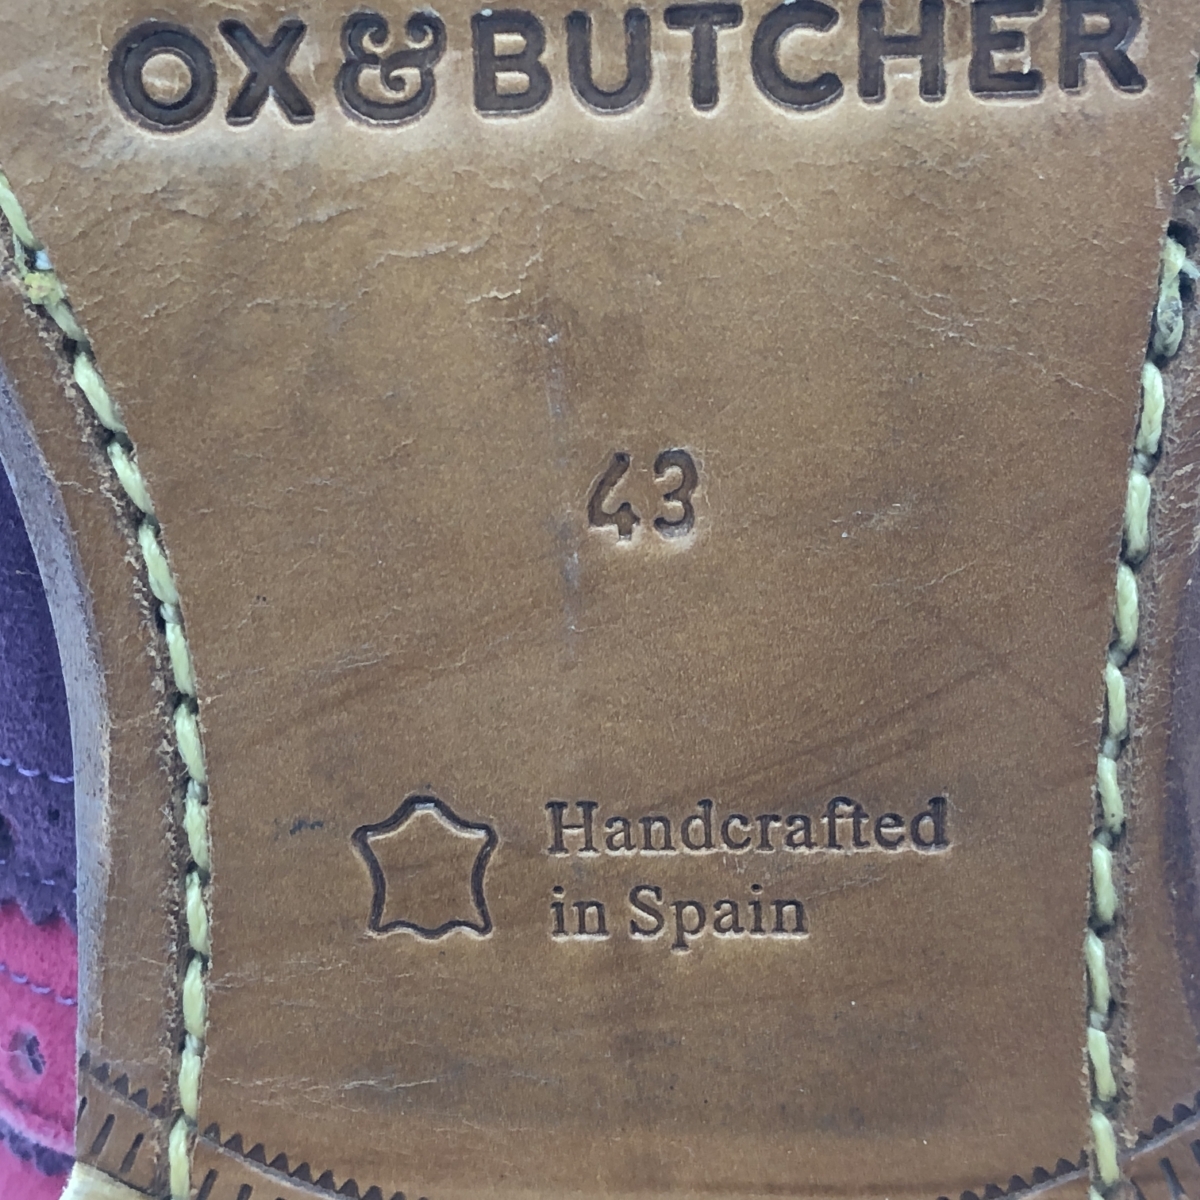 OX & BUTCHER
43
Handcrafted
in Spain